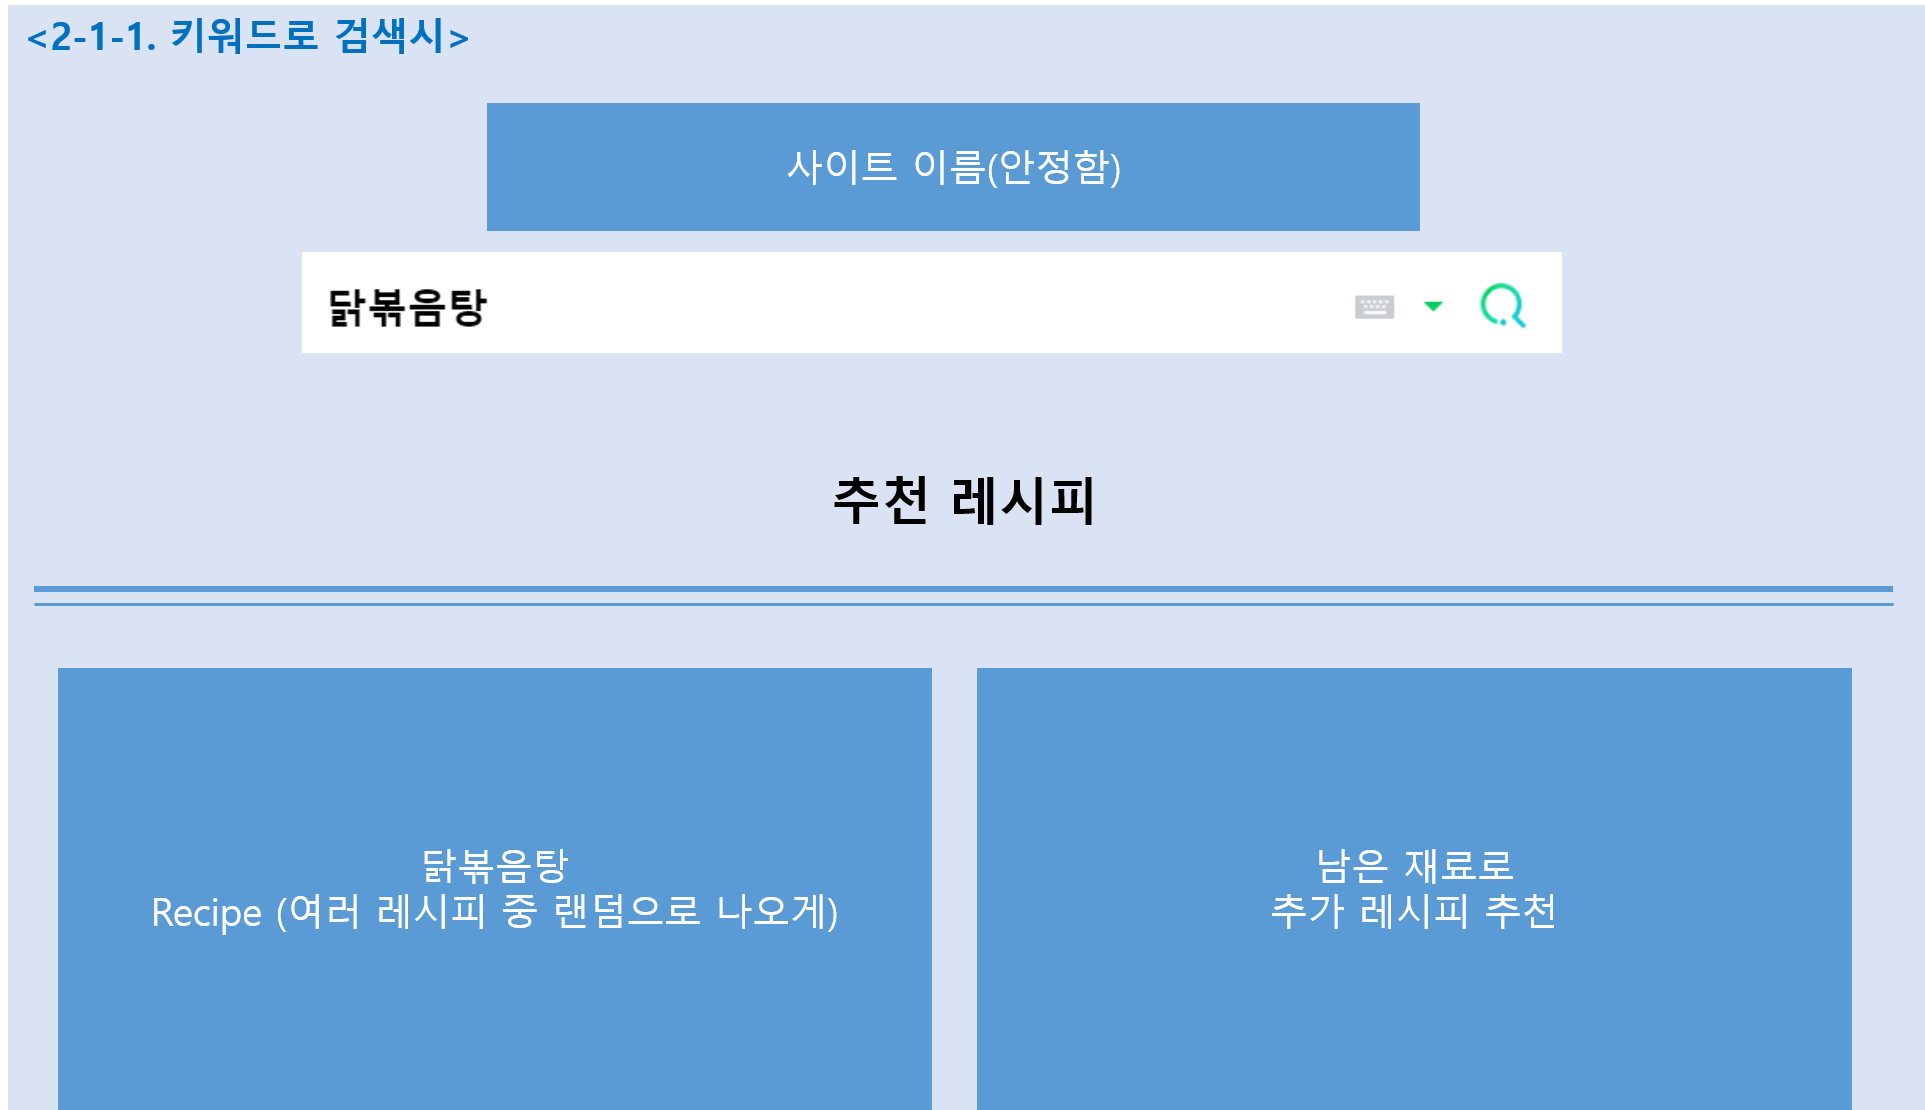 <2-1-1. 키워드로 검색시>
사이트 이름(안정함)
닭볶음탕
추천 레시피
닭볶음탕
Recipe (여러 레시피 중 랜덤으로 나오게)
남은 재료로
추가 레시피 추천